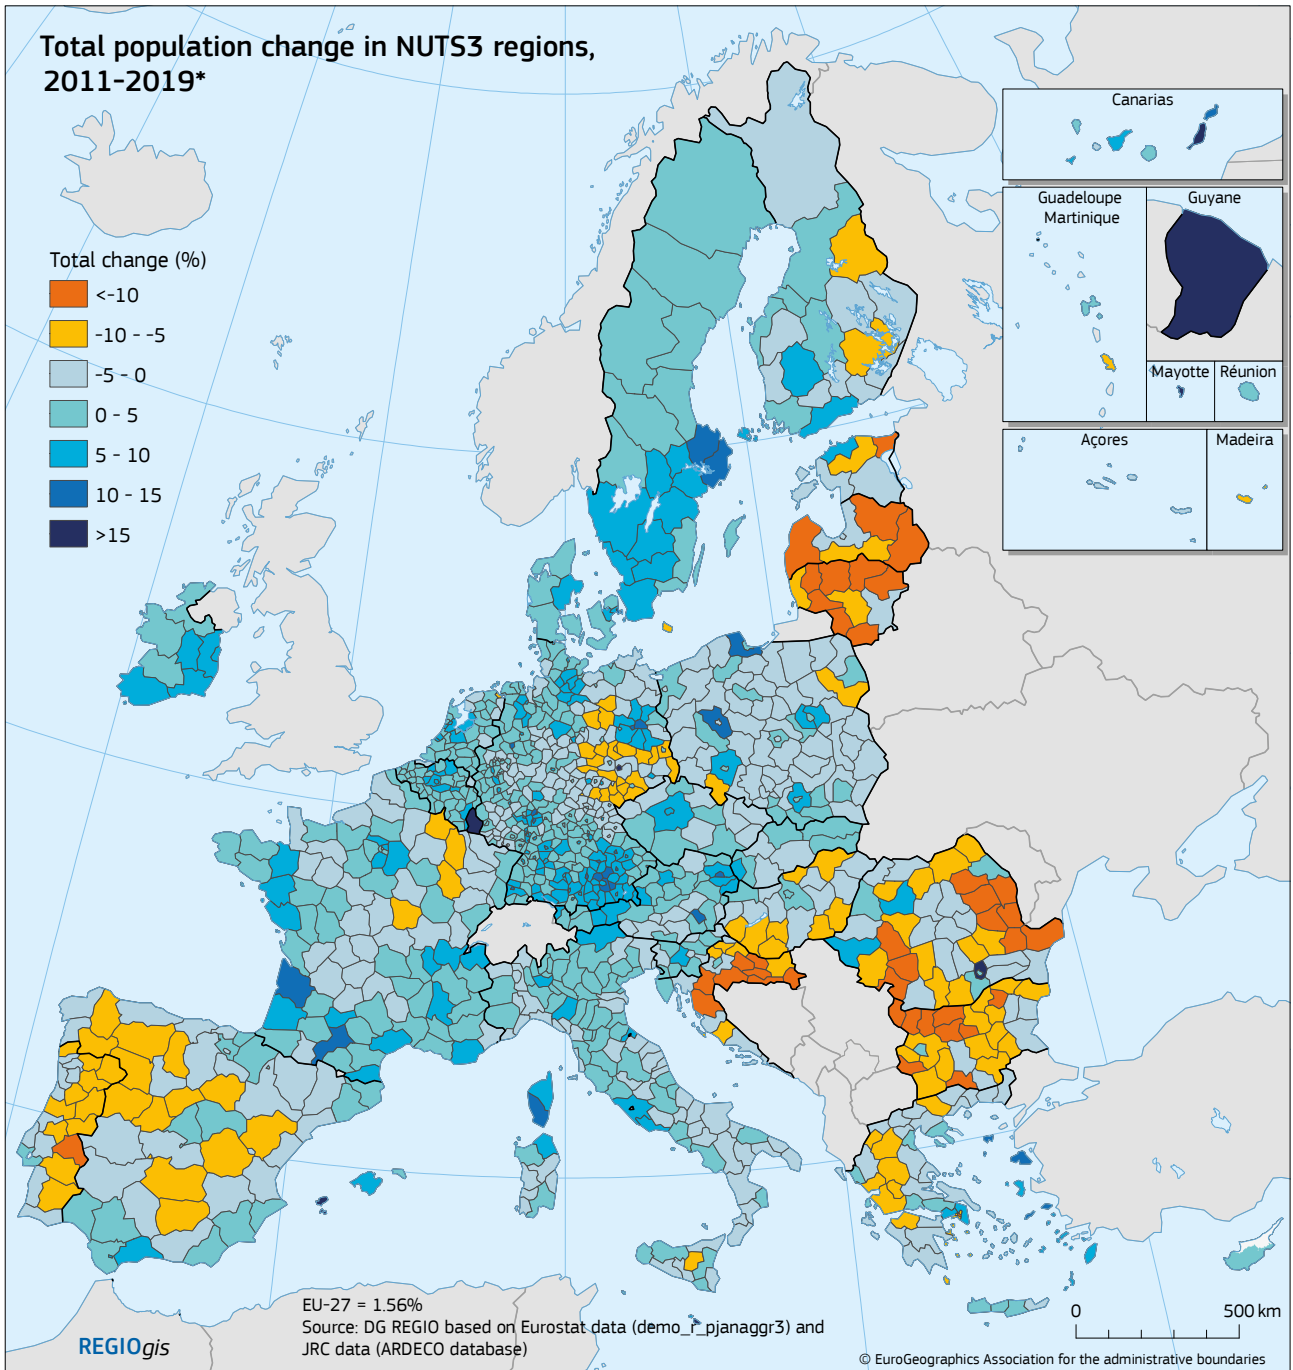 Total population change in NUTS3 regions,
2011-2019*
Total change (%)
<-10
-10 - -5
-5 - 0
0 - 5
5 - 10
10 - 15
>15
Canarias
Guadeloupe
Martinique
Guyane
Mayotte
Réunion
Açores
Madeira
EU-27 = 1.56%
Source: DG REGIO based on Eurostat data (demo_r_pjanaggr3) and
JRC data (ARDECO database)
REGIOgis
0 500 km
© EuroGeographics Association for the administrative boundaries